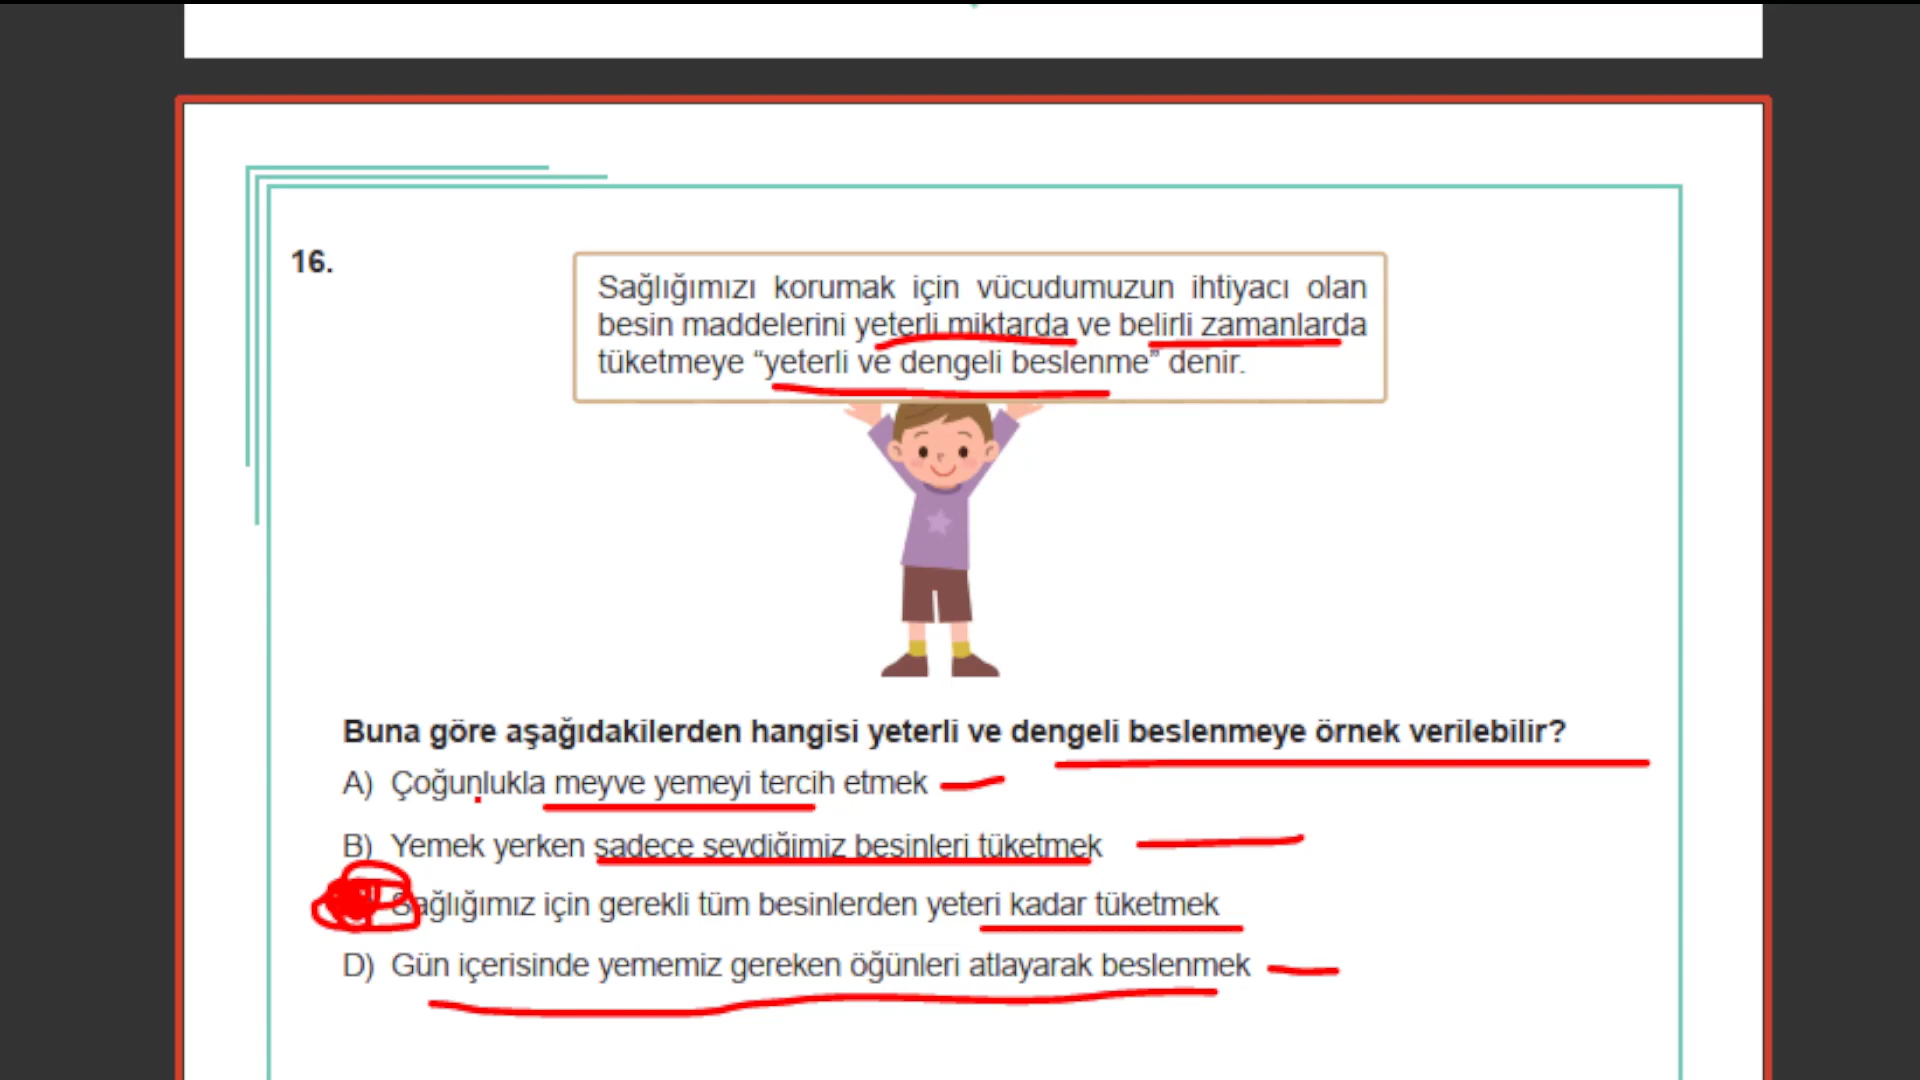 16.
Sağlığımızı korumak için vücudumuzun ihtiyacı olan
besin maddelerini yeterli miktarda ve belirli zamanlarda
tüketmeye “yeterli ve dengeli beslenme” denir.
Buna göre aşağıdakilerden hangisi yeterli ve dengeli beslenmeye örnek verilebilir?
A) Çoğunlukla meyve yemeyi tercih etmek
B) Yemek yerken sadece sevdiğimiz besinleri tüketmek
Sağlığımız için gerekli tüm besinlerden yeteri kadar tüketmek
D) Gün içerisinde yememiz gereken öğünleri atlayarak beslenmek